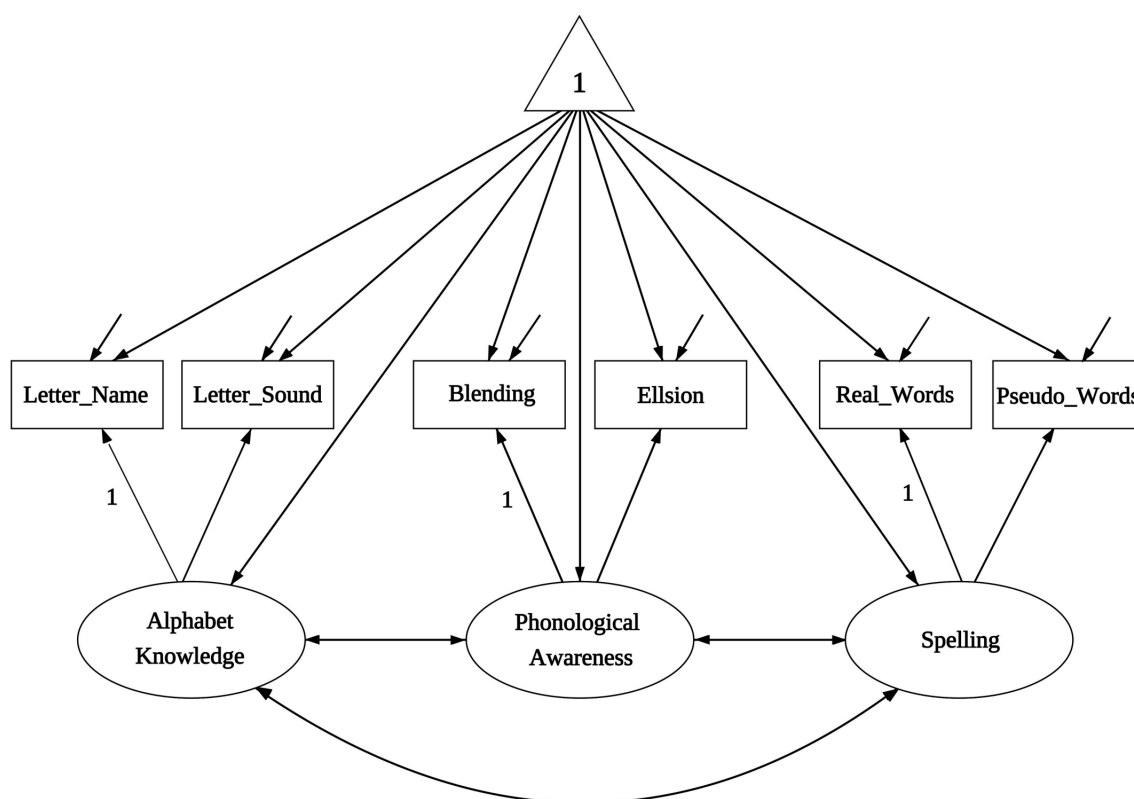 1
Letter_Name
Letter_Sound
Blending
Ellsion
Real_Words
Pseudo_Words
1
1
1
Alphabet
Knowledge
Phonological
Awareness
Spelling